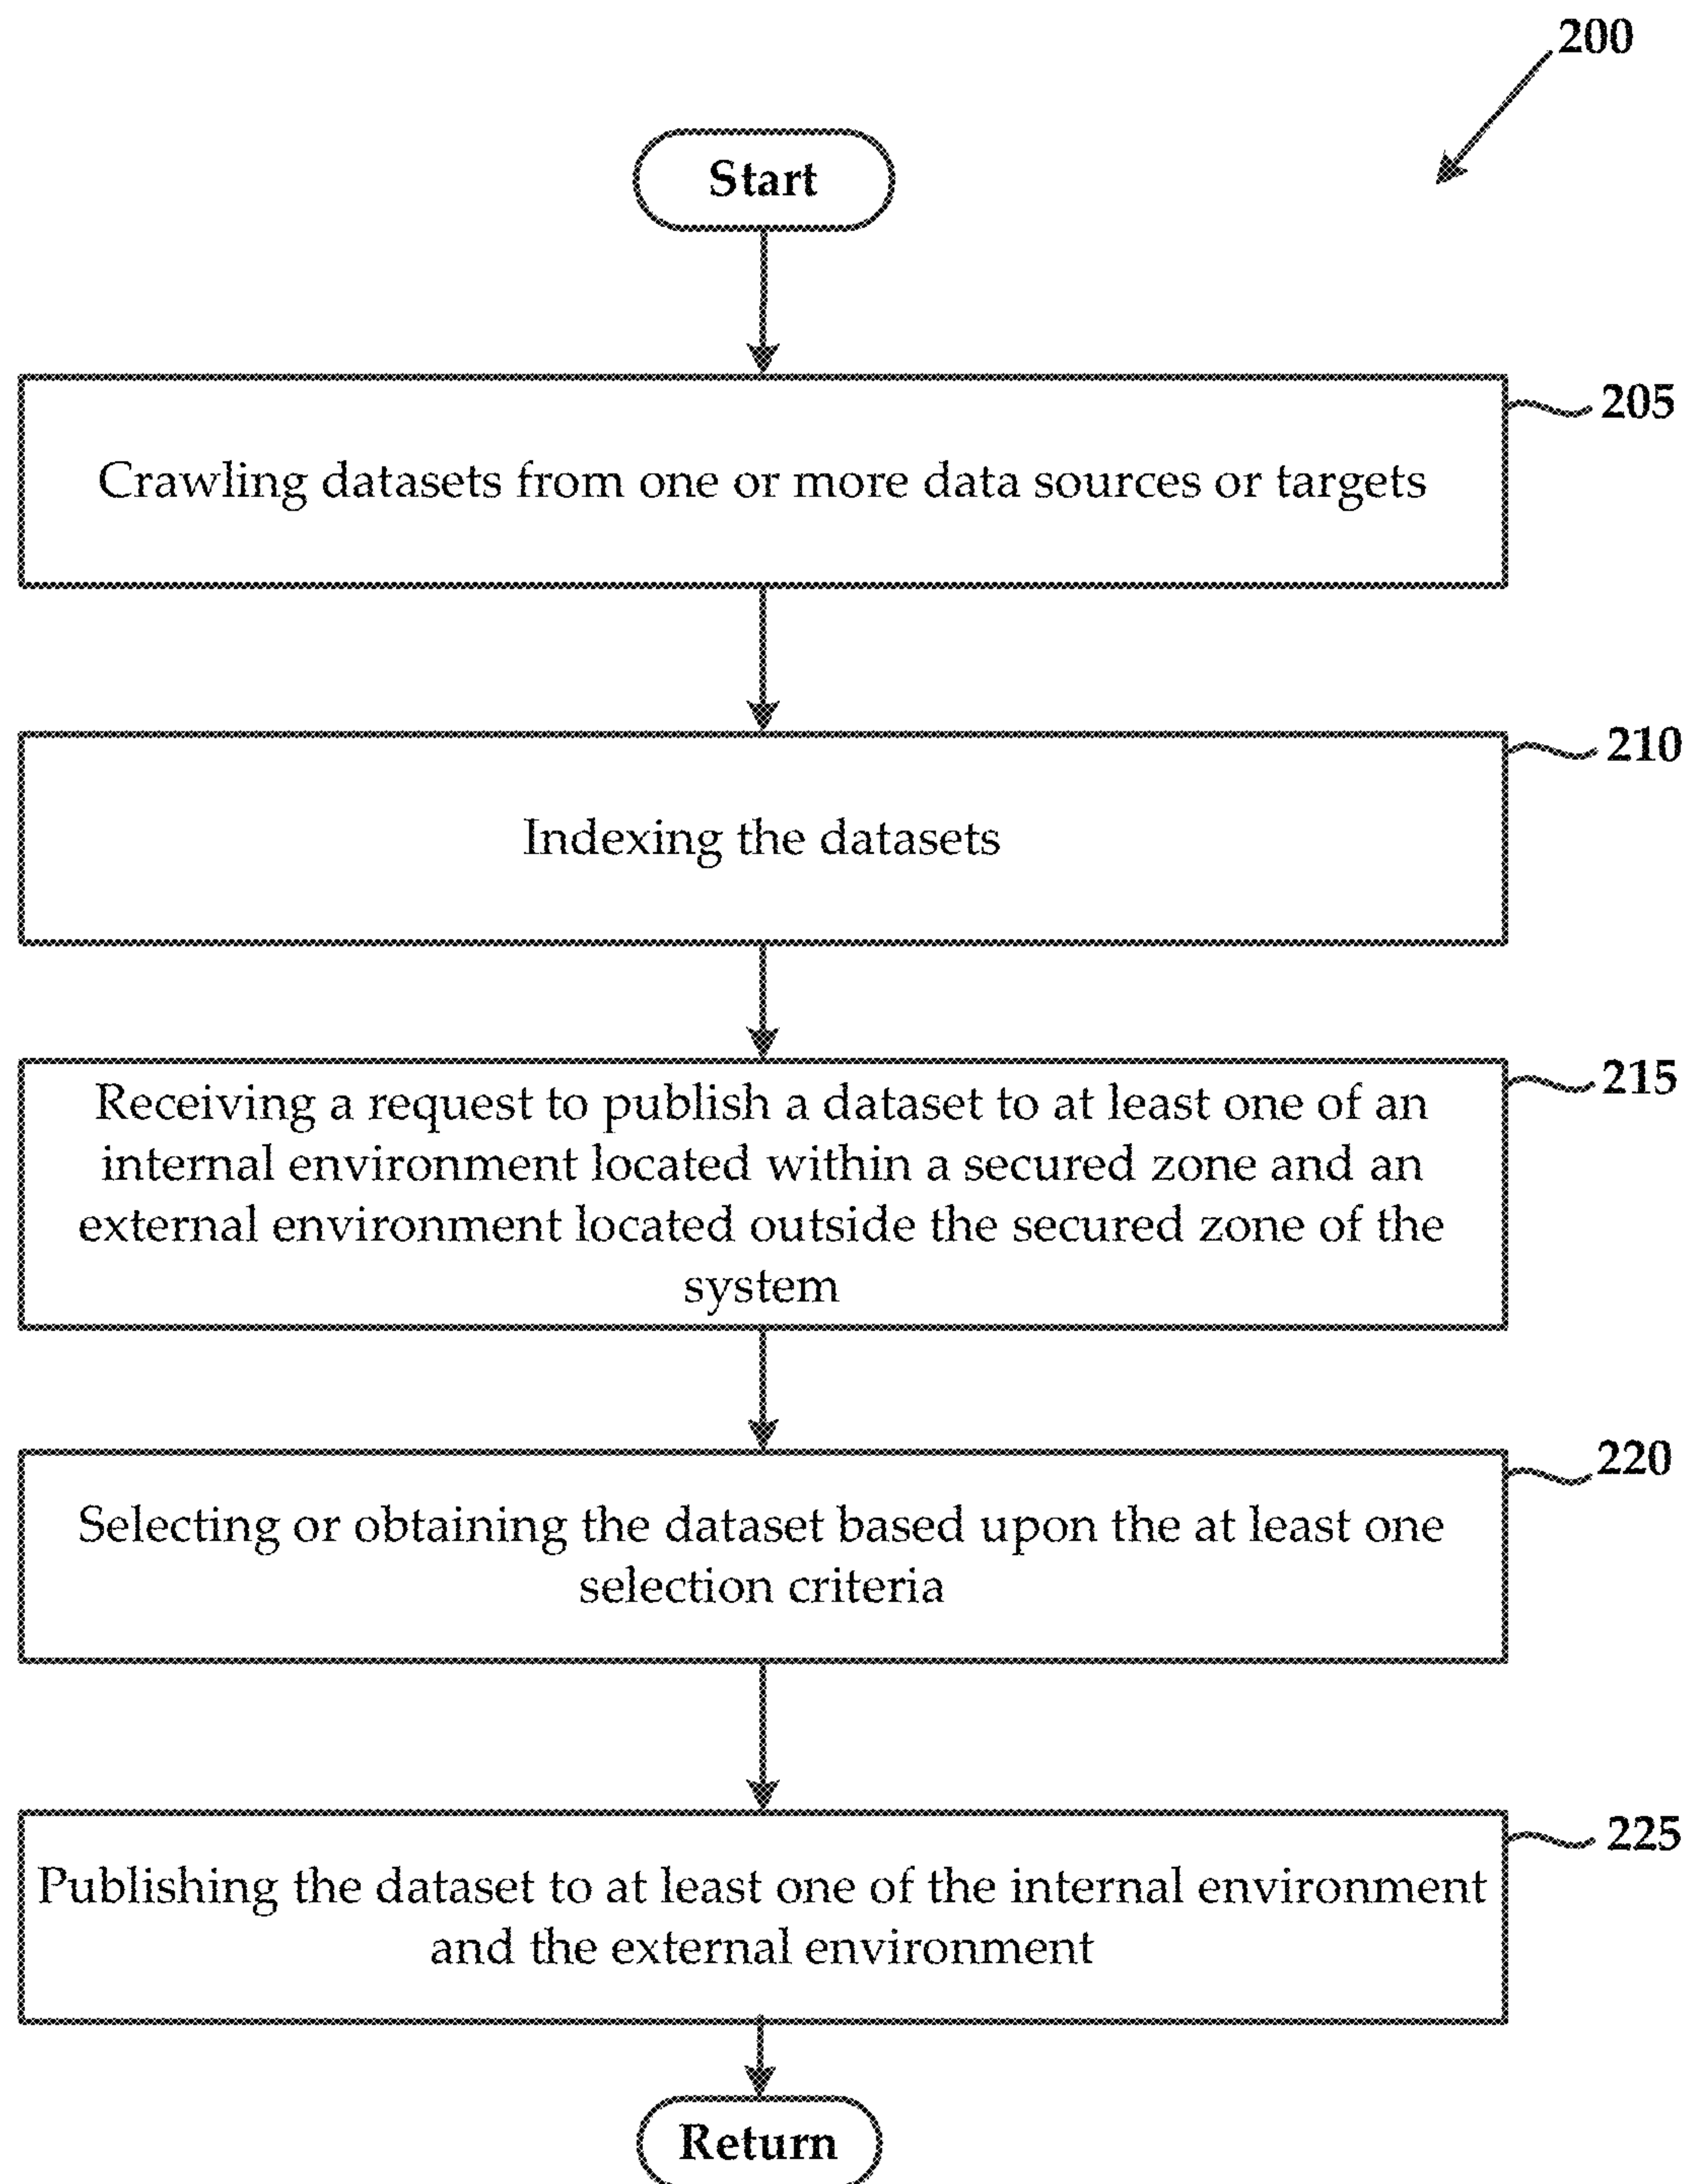 200
Start
205
Crawling datasets from one or more data sources or targets
210
Indexing the datasets
215
Receiving a request to publish a dataset to at least one of an
internal environment located within a secured zone and an
external environment located outside the secured zone of the
system
220
Selecting or obtaining the dataset based upon the at least one
selection criteria
225
Publishing the dataset to at least one of the internal environment
and the external environment
Return